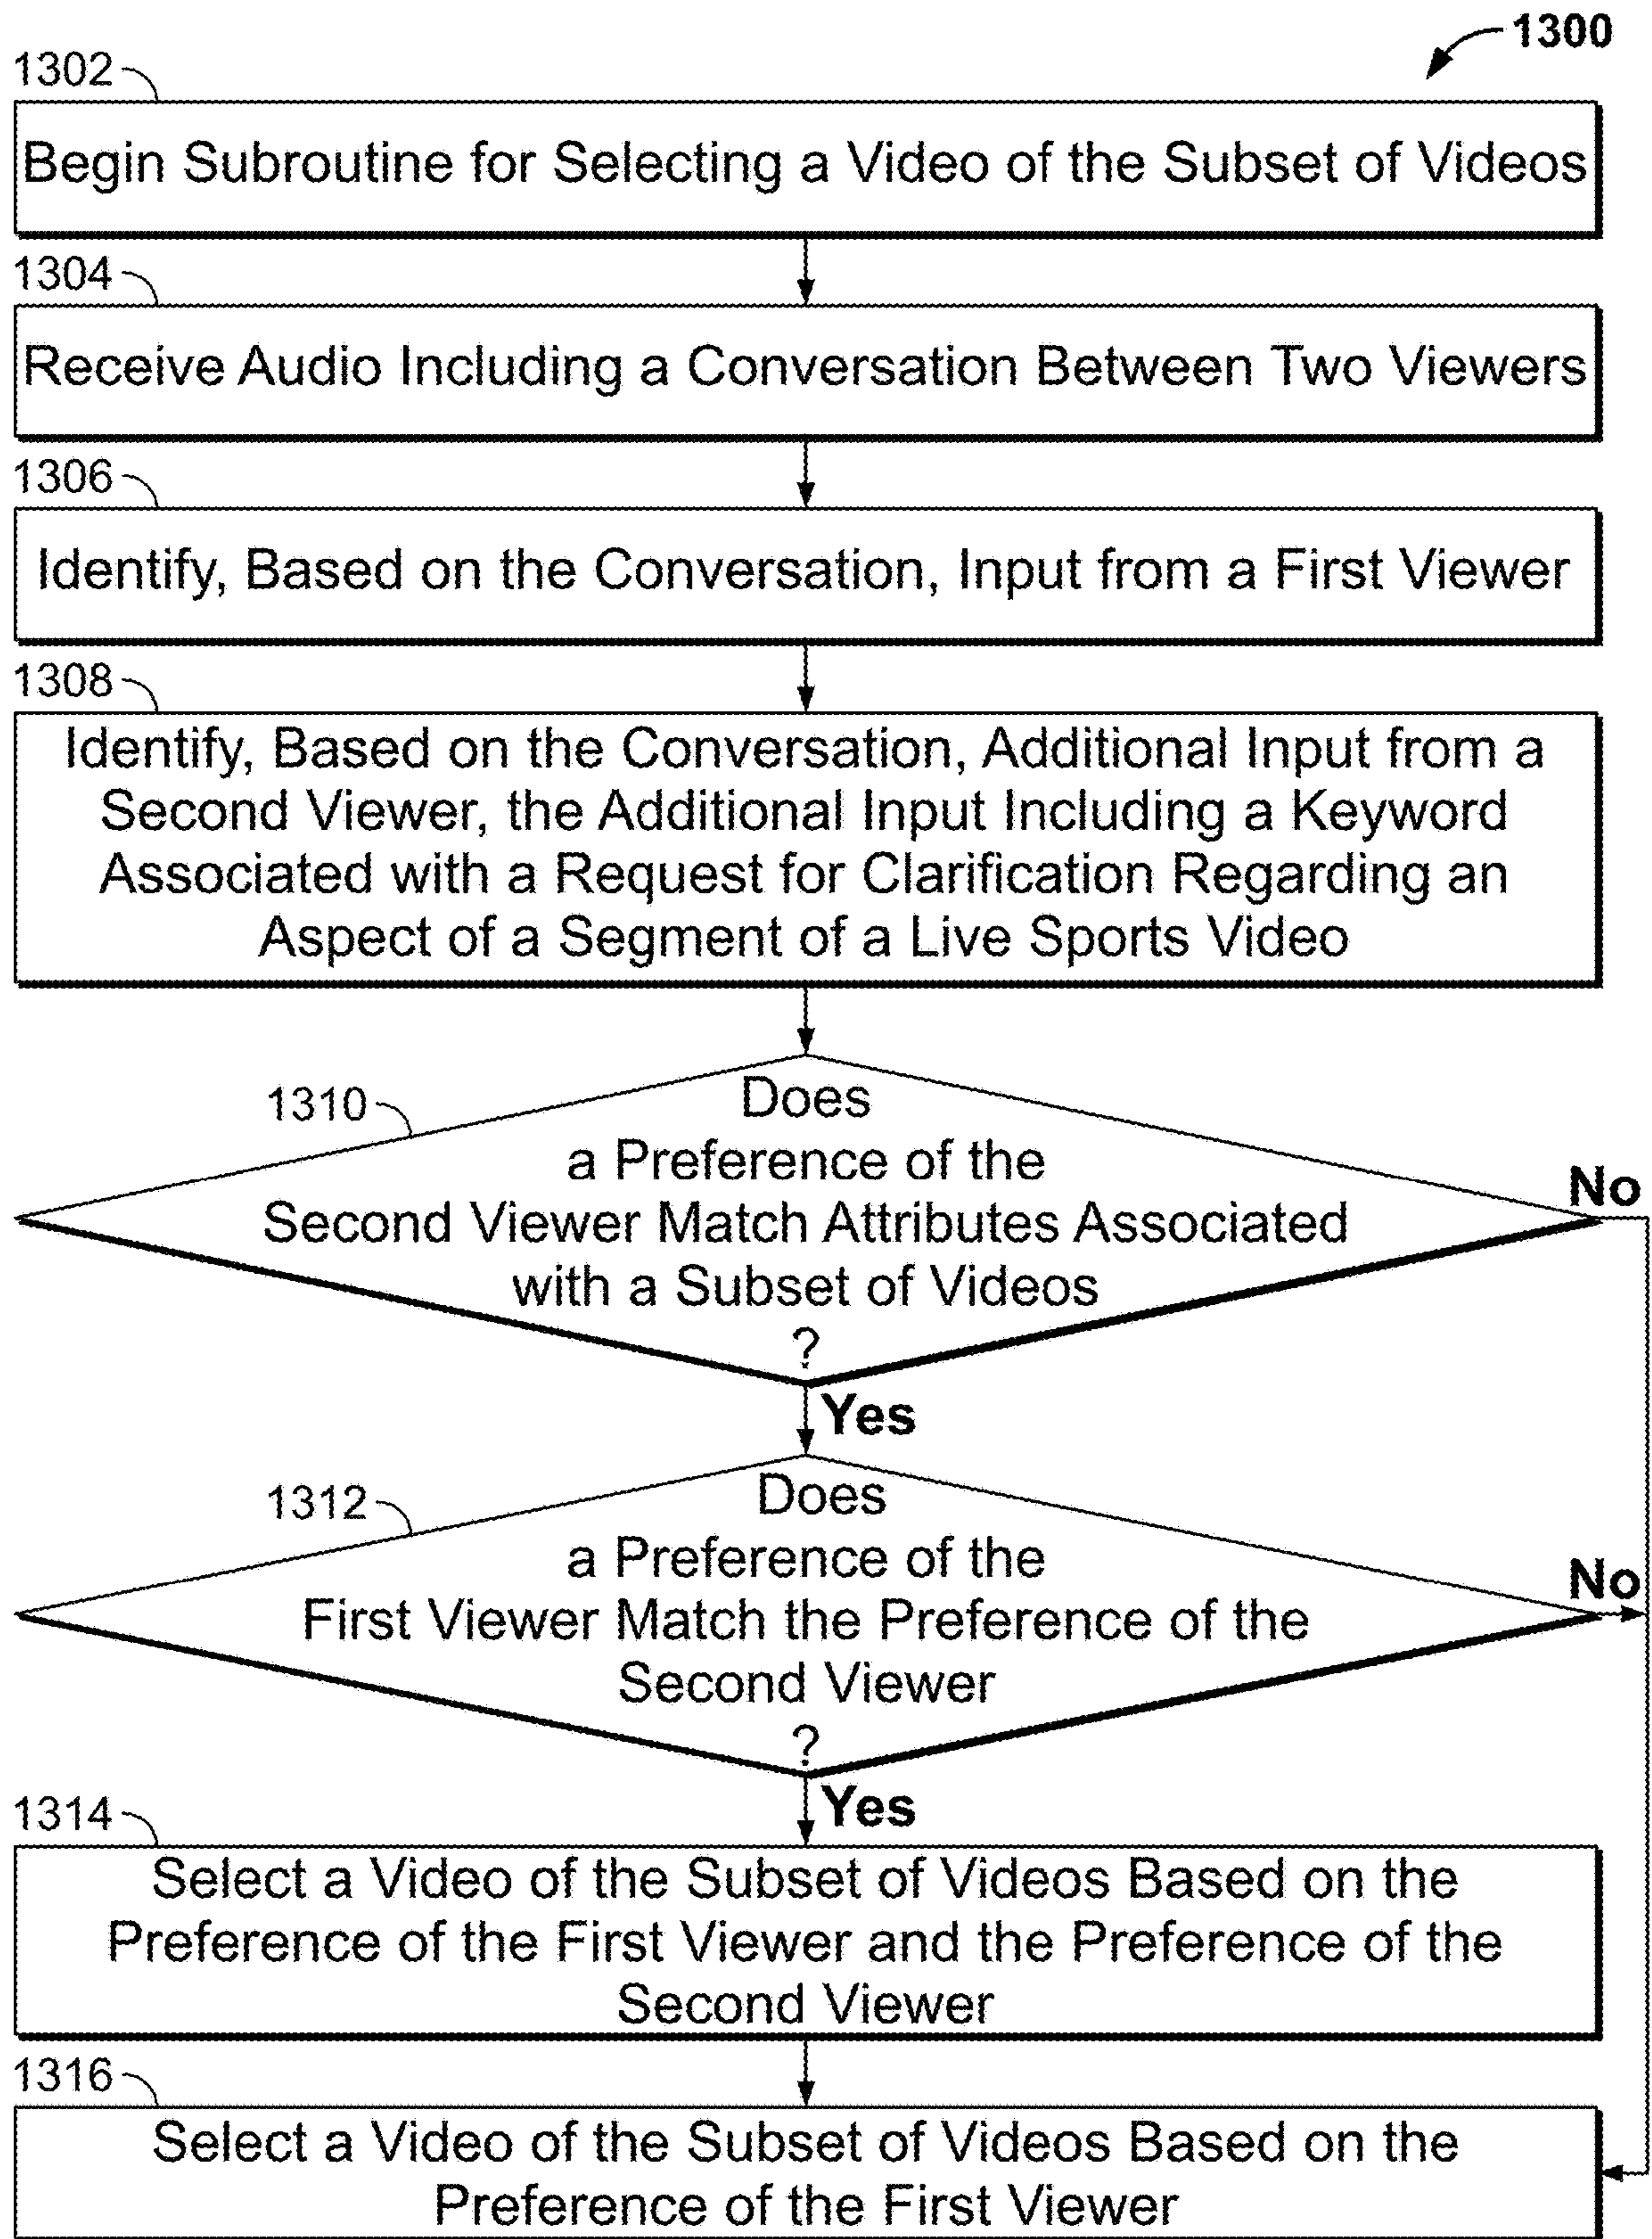 1300
1302
Begin Subroutine for Selecting a Video of the Subset of Videos
1304
Receive Audio Including a Conversation Between Two Viewers
1306
Identify, Based on the Conversation, Input from a First Viewer
1308
Identify, Based on the Conversation, Additional Input from a
Second Viewer, the Additional Input Including a Keyword
Associated with a Request for Clarification Regarding an
Aspect of a Segment of a Live Sports Video
1310
Does
a Preference of the
Second Viewer Match Attributes Associated
with a Subset of Videos
?
No
Yes
1312
Does
a Preference of the
First Viewer Match the Preference of the
Second Viewer
?
No
Yes
1314
Select a Video of the Subset of Videos Based on the
Preference of the First Viewer and the Preference of the
Second Viewer
1316
Select a Video of the Subset of Videos Based on the
Preference of the First Viewer